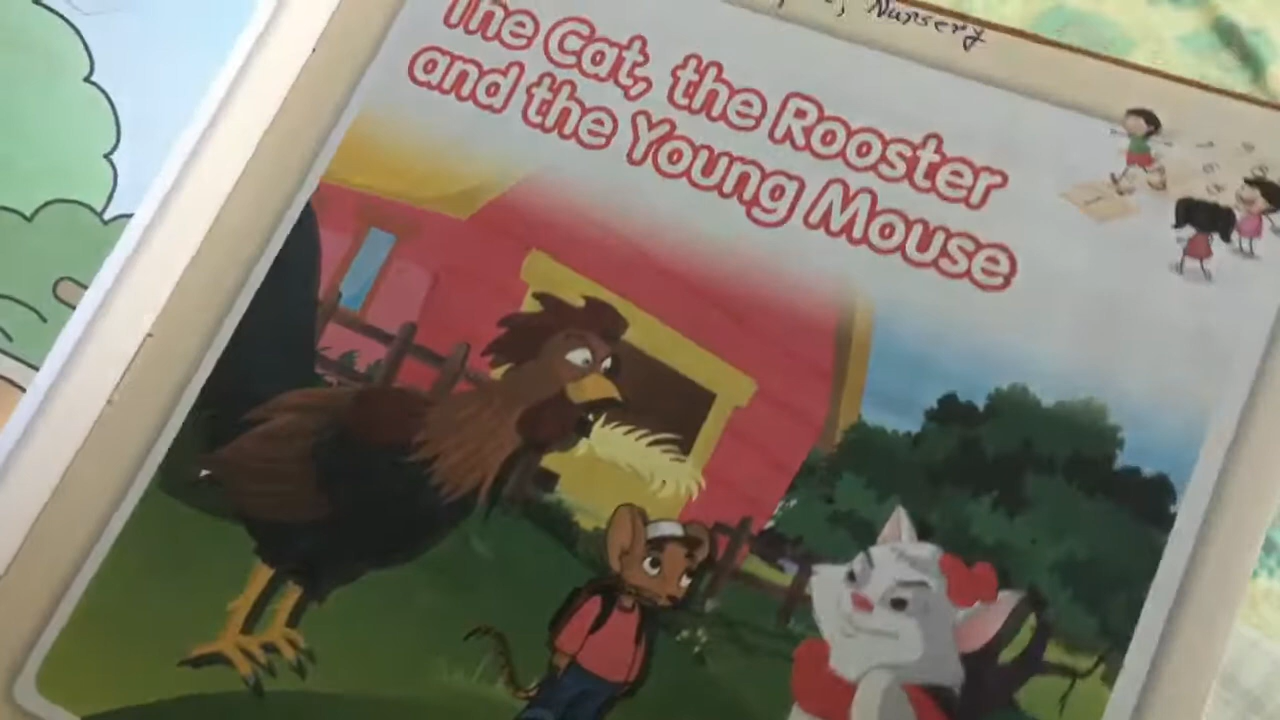 Nursery
The Cat, the Rooster
and the Young Mouse